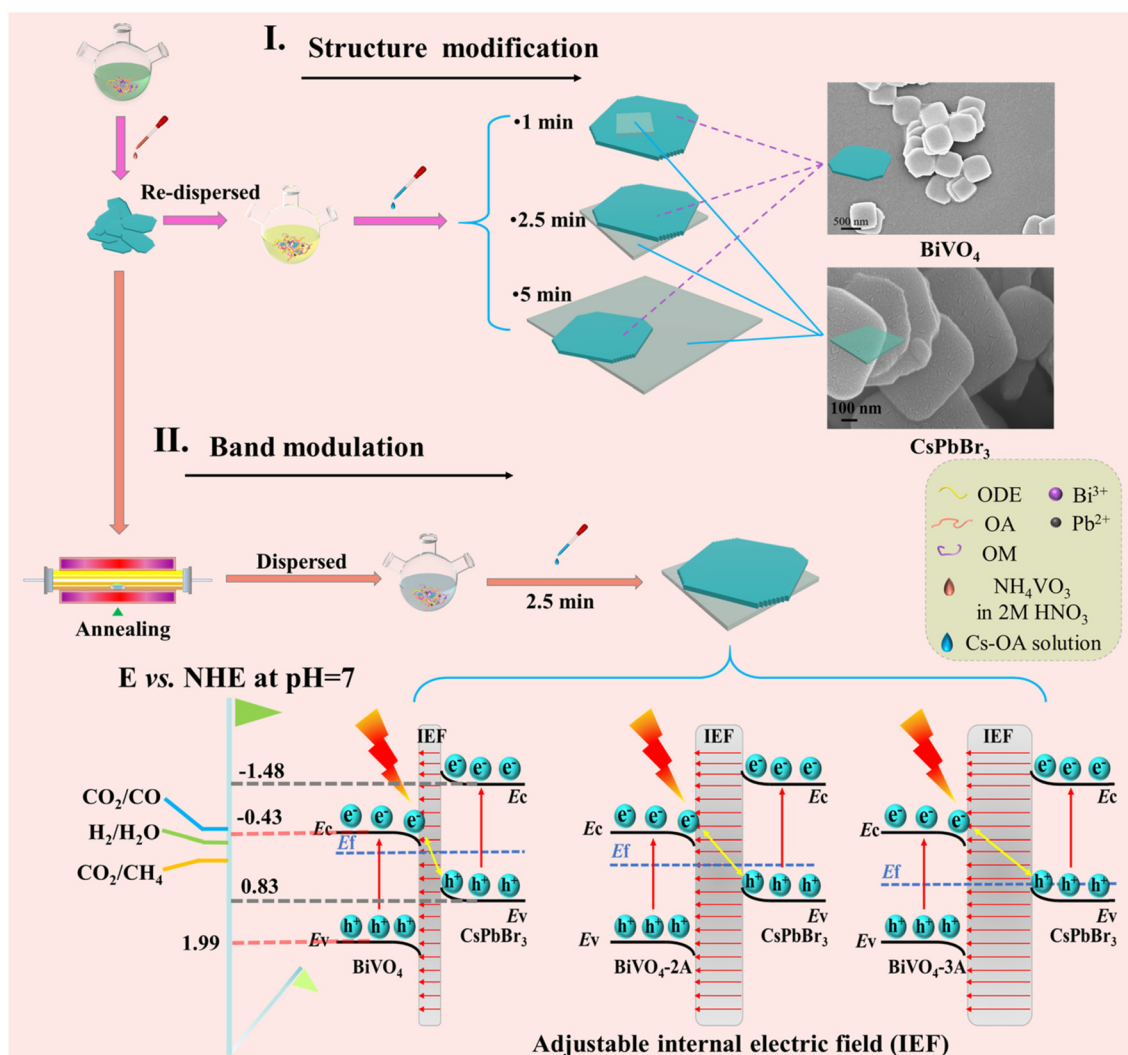 I. Structure modification
•1 min
Re-dispersed
•2.5 min
•5 min
500 nm
BiVO₄
100 nm
CsPbBr₃
II. Band modulation
Annealing
Dispersed
2.5 min
ODE
Bi³⁺
OA
Pb²⁺
OM
NH₄VO₃
in 2M HNO₃
Cs-OA solution
E vs. NHE at pH=7
-1.48
-0.43
0.83
1.99
CO₂/CO
H₂/H₂O
CO₂/CH₄
IEF
e⁻ e⁻ e⁻
Ec
e⁻ e⁻ e⁻
Ec
Ef
h⁺ h⁺ h⁺
Ev
CsPbBr₃
h⁺ h⁺ h⁺
Ev
BiVO₄
IEF
e⁻ e⁻ e⁻
Ec
e⁻ e⁻ e⁻
Ec
Ef
h⁺ h⁺ h⁺
Ev
CsPbBr₃
h⁺ h⁺ h⁺
Ev
BiVO₄-2A
IEF
e⁻ e⁻ e⁻
Ec
e⁻ e⁻ e⁻
Ec
Ef
h⁺ h⁺ h⁺
Ev
CsPbBr₃
h⁺ h⁺ h⁺
Ev
BiVO₄-3A
Adjustable internal electric field (IEF)